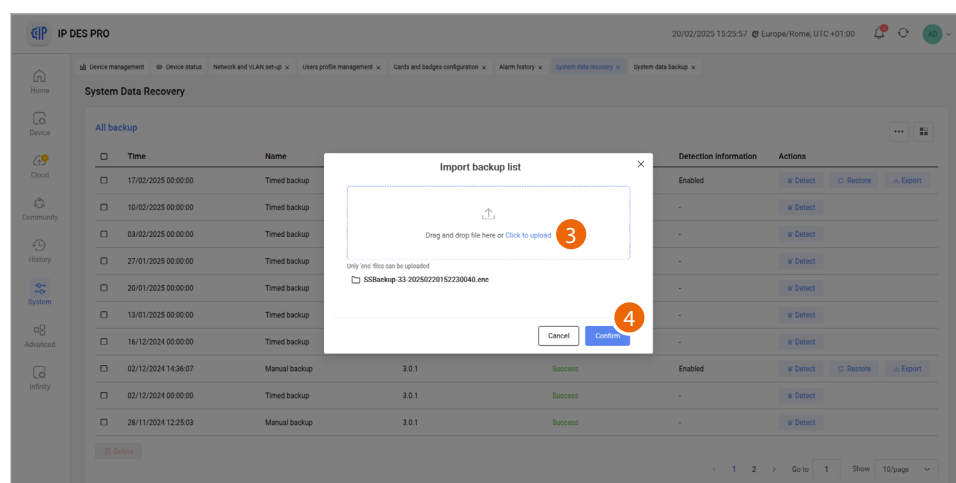 IP DES PRO
20/02/2025 15:25:57 Europe/Rome, UTC +01:00 AD
Device management Device status Network and VLAN set-up × Users profile management × Cards and badges configuration × Alarm history × System data recovery × System data backup ×
Home
System Data Recovery
Device
All backup
Time Name Detection information Actions
Import backup list
17/02/2025 00:00:00 Timed backup Enabled Detect Restore Export
Cloud
10/02/2025 00:00:00 Timed backup - Detect
Community
03/02/2025 00:00:00 Timed backup - Detect
Drag and drop file here or Click to upload 3
History
27/01/2025 00:00:00 Timed backup - Detect
Only 'enc' files can be uploaded
SSBackup-33-20250220152230040.enc
20/01/2025 00:00:00 Timed backup - Detect
System
13/01/2025 00:00:00 Timed backup - Detect
4
Advanced
16/12/2024 00:00:00 Timed backup - Detect
Cancel Confirm
02/12/2024 14:36:07 Manual backup 3.0.1 Success Enabled Detect Restore Export
Infinity
02/12/2024 00:00:00 Timed backup 3.0.1 Success - Detect
28/11/2024 12:25:03 Manual backup 3.0.1 Success - Detect
Delete
< 1 2 > Go to 1 Show 10/page